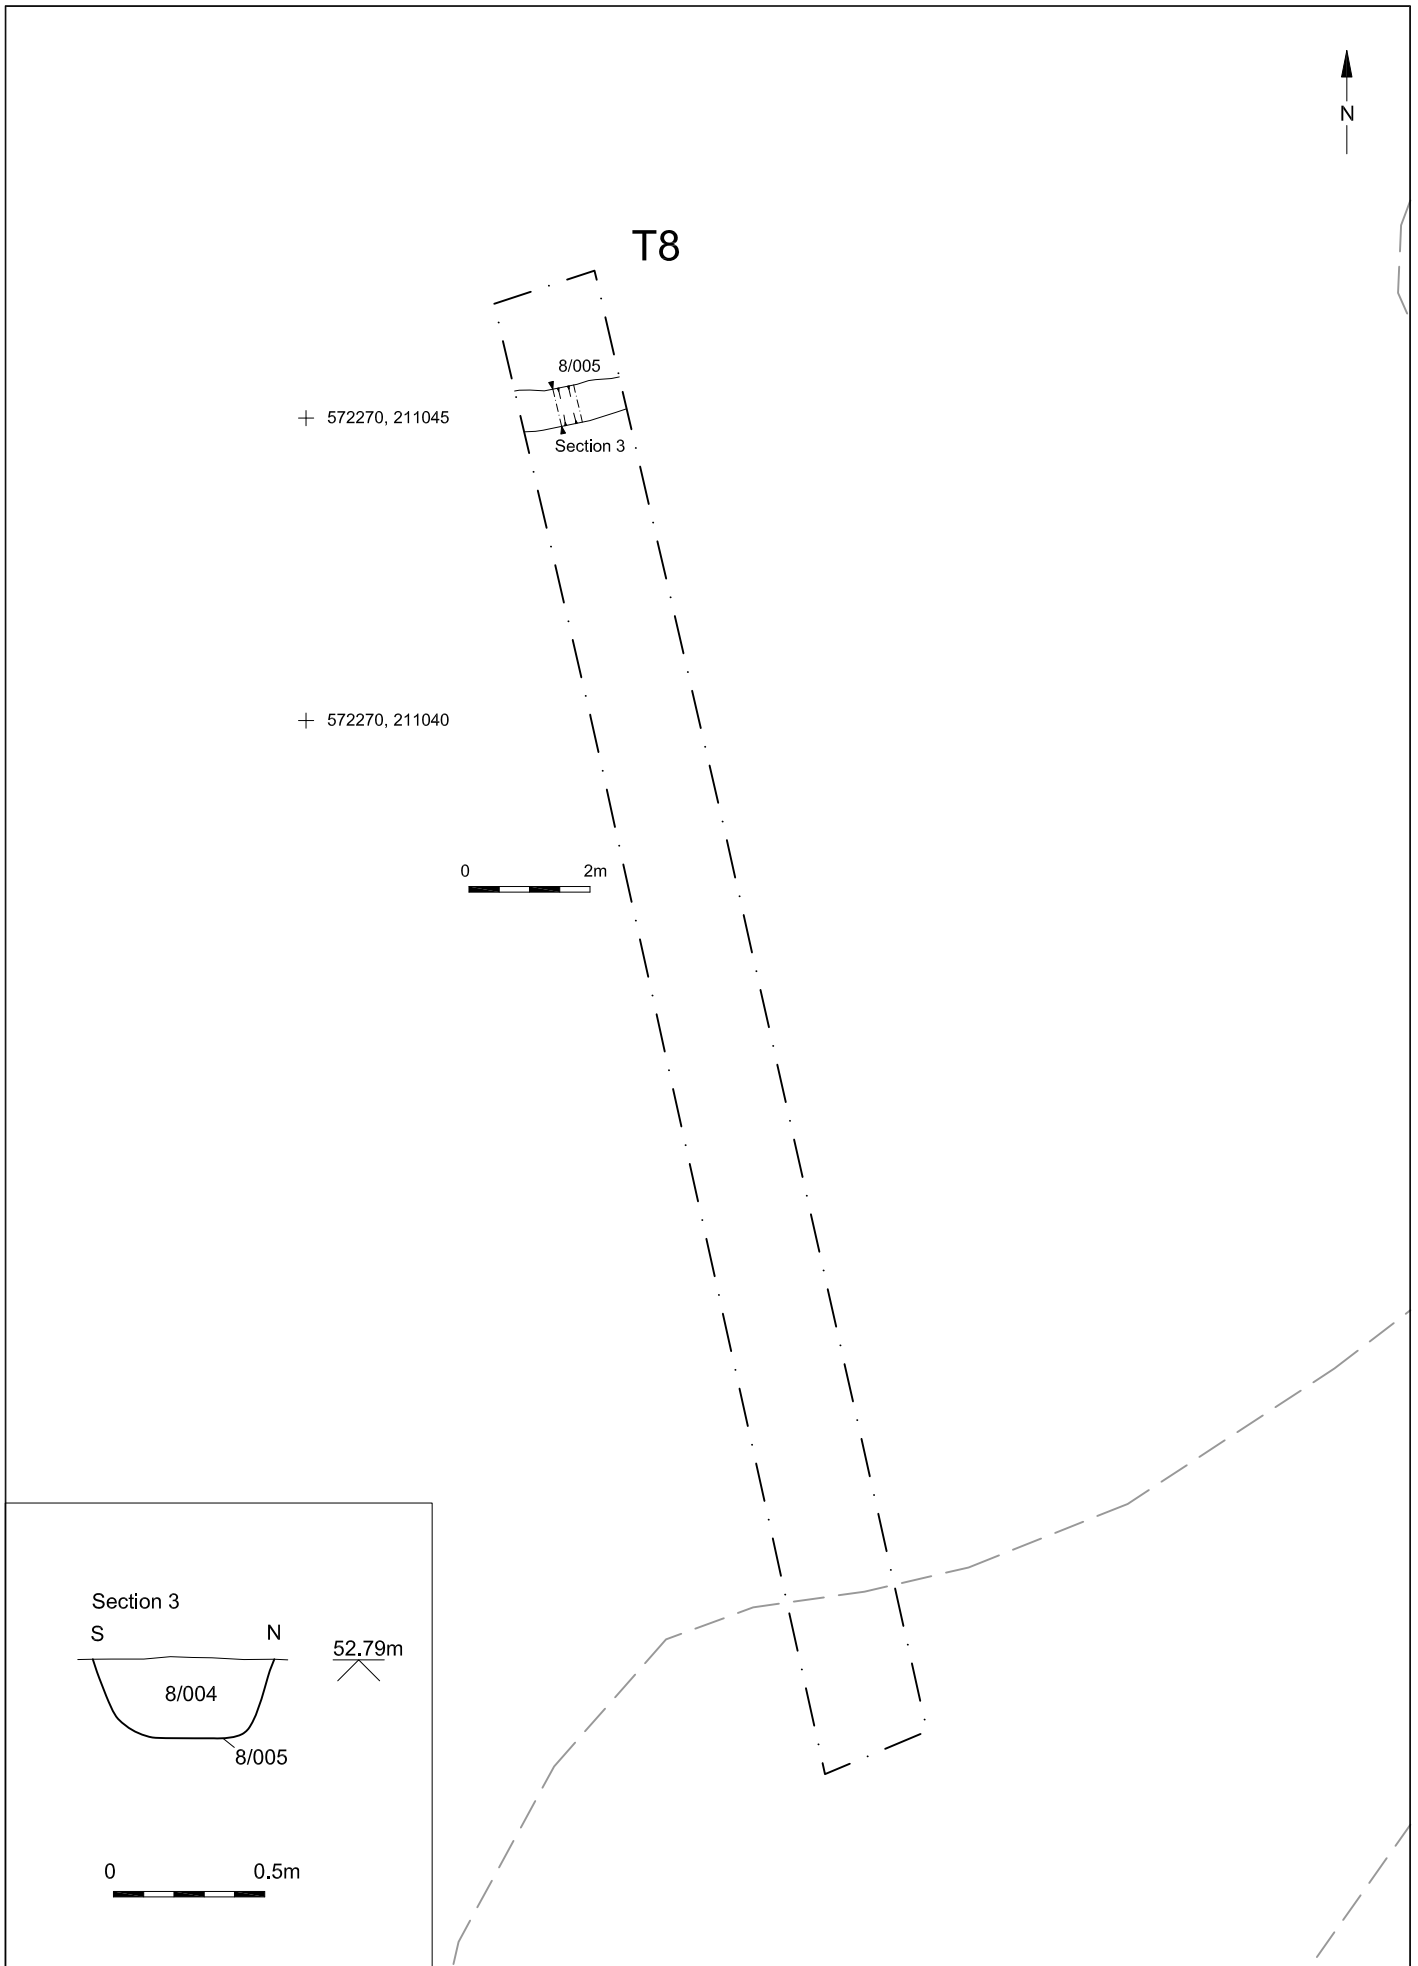 N
T8
8/005
572270, 211045
Section 3
572270, 211040
0 2m
Section 3
S N
52.79m
8/004
8/005
0 0.5m